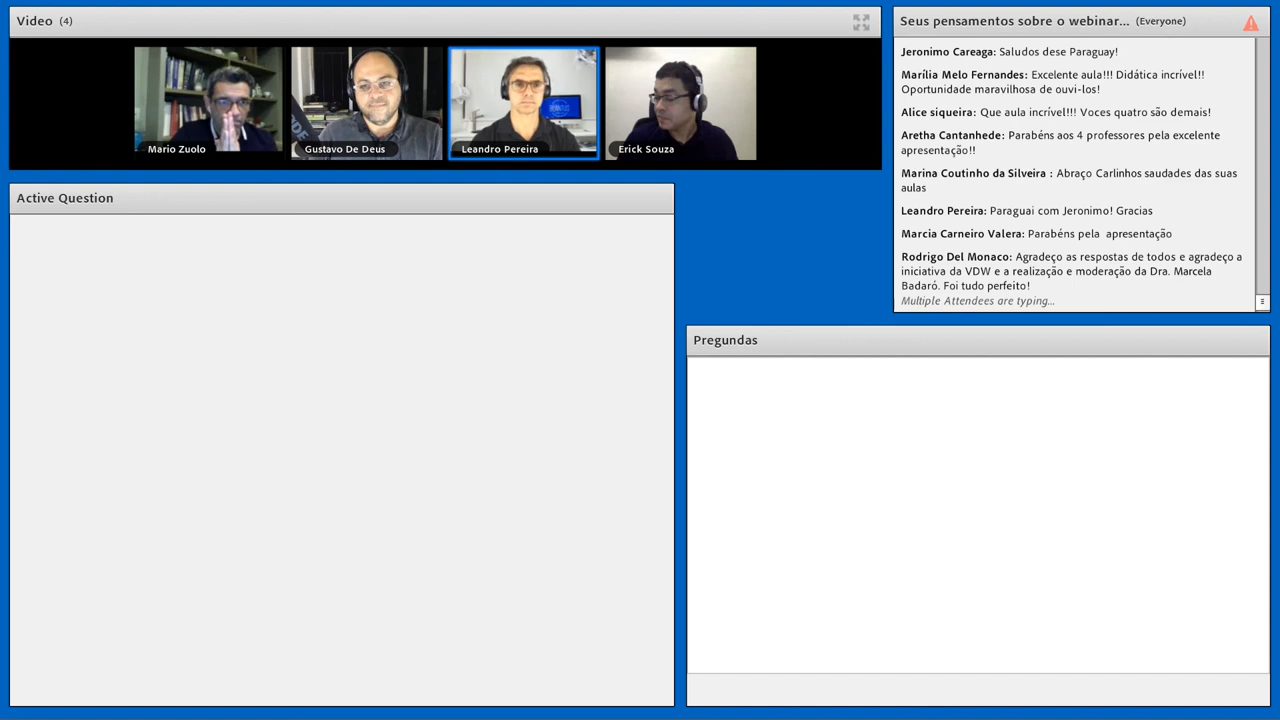 Video (4)
Mario Zuolo
Gustavo De Deus
Leandro Pereira
Erick Souza
Seus pensamentos sobre o webinar... (Everyone)
Jeronimo Careaga: Saludos dese Paraguay!
Marília Melo Fernandes: Excelente aula!!! Didática incrível!!
Oportunidade maravilhosa de ouvi-los!
Alice siqueira: Que aula incrível!!! Voces quatro são demais!
Aretha Cantanhede: Parabéns aos 4 professores pela excelente
apresentação!!
Marina Coutinho da Silveira : Abraço Carlinhos saudades das suas
aulas
Leandro Pereira: Paraguai com Jeronimo! Gracias
Marcia Carneiro Valera: Parabéns pela  apresentação
Rodrigo Del Monaco: Agradeço as respostas de todos e agradeço a
iniciativa da VDW e a realização e moderação da Dra. Marcela
Badaró. Foi tudo perfeito!
Multiple Attendees are typing...
Active Question
Pregundas